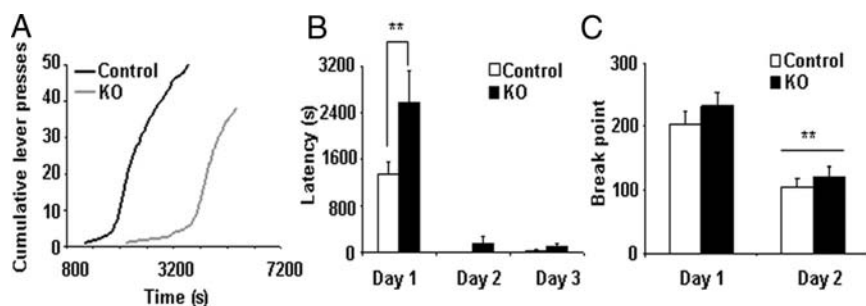 A
Cumulative lever presses
50
40
30
20
10
0
Control
KO
800
3200
7200
Time (s)
B
**
Latency (s)
3200
2400
1600
800
0
Control
KO
Day 1
Day 2
Day 3
C
Break point
300
200
100
0
Control
KO
**
Day 1
Day 2